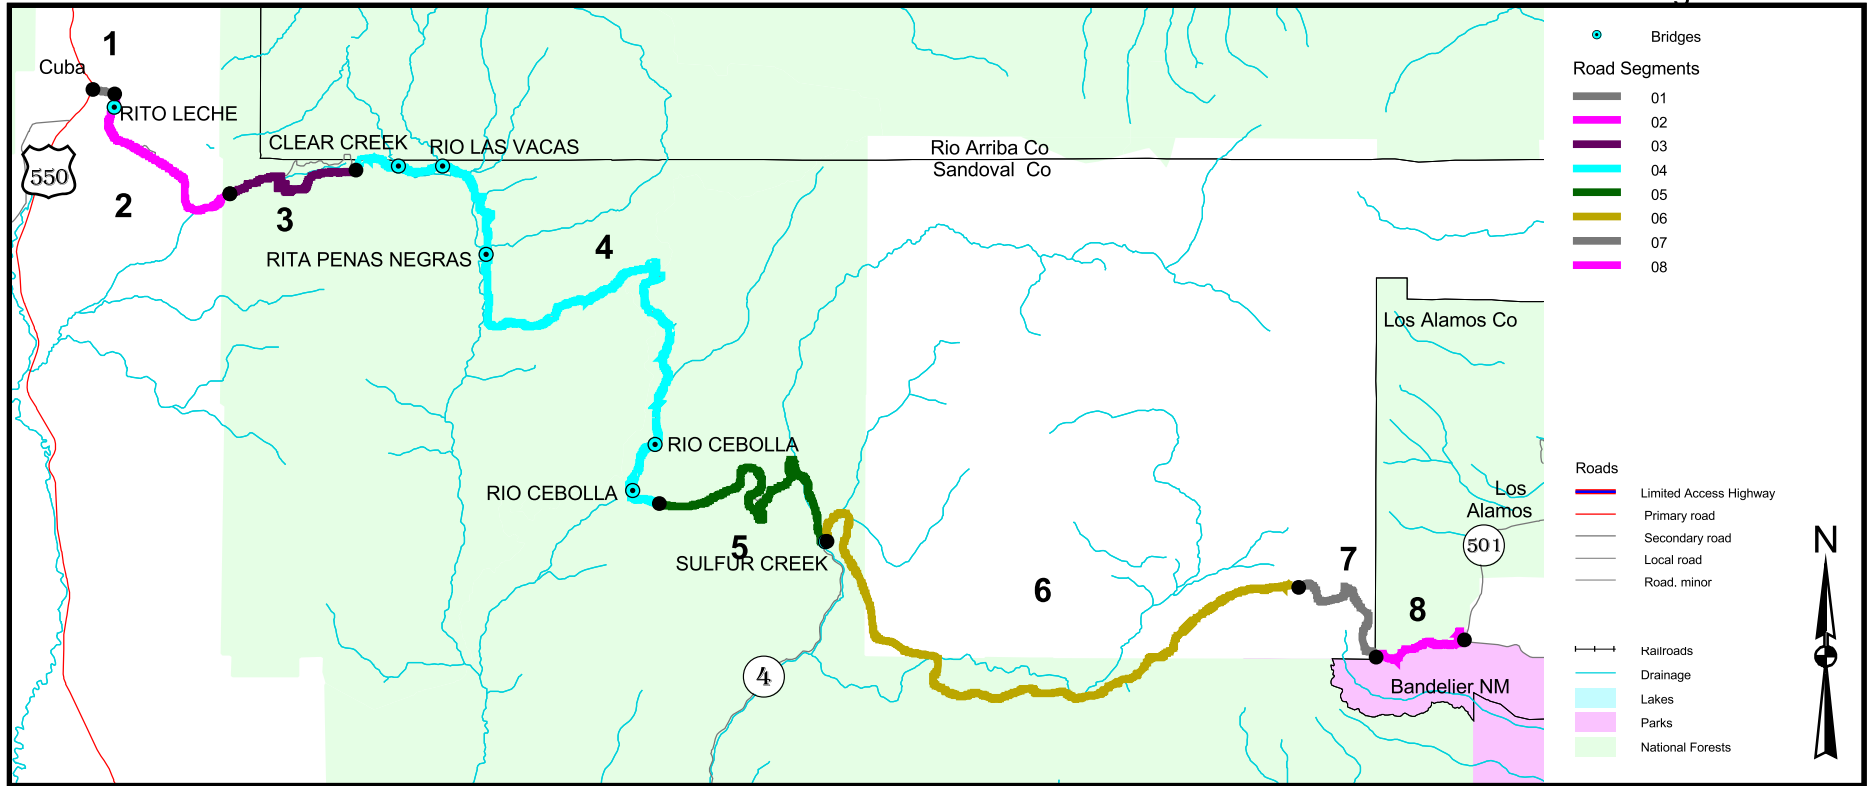 1
Cuba
RITO LECHE
CLEAR CREEK
RIO LAS VACAS
Rio Arriba Co
Sandoval Co
550
2
3
4
RITA PENAS NEGRAS
Los Alamos Co
RIO CEBOLLA
RIO CEBOLLA
Los
Alamos
501
5
SULFUR CREEK
6
7
8
4
Bandelier NM
Bridges
Road Segments
01
02
03
04
05
06
07
08
Roads
Limited Access Highway
Primary road
Secondary road
Local road
Road, minor
Railroads
Drainage
Lakes
Parks
National Forests
N